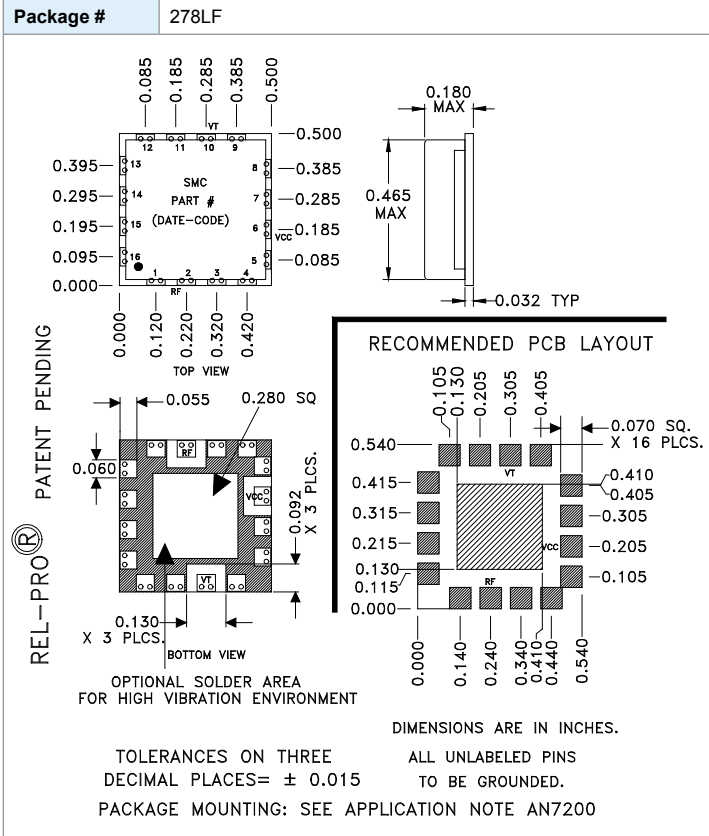 Package # 278LF
0.085 0.185 0.285 0.385 0.500
VT
12 11 10 9
0.395 13 8
0.295 14 7
0.195 15 6
0.095 16 5
0.000
SMC
PART #
(DATE-CODE)
0.500
0.385
0.285
0.185
VCC
0.085
1 2 3 4
RF
0.000 0.120 0.220 0.320 0.420
TOP VIEW
0.180
MAX
0.465
MAX
0.032 TYP
REL-PRO® PATENT PENDING
0.055
0.280 SQ
0.060
RF
VCC
VT
0.092
X 3 PLCS.
0.130
X 3 PLCS.
BOTTOM VIEW
OPTIONAL SOLDER AREA
FOR HIGH VIBRATION ENVIRONMENT
RECOMMENDED PCB LAYOUT
0.105 0.130 0.205 0.305 0.405
0.070 SQ.
X 16 PLCS.
0.540
0.415
0.315
0.215
0.130
0.115
0.000
VT
VCC
RF
0.410
0.405
0.305
0.205
0.105
0.000 0.140 0.240 0.340 0.410 0.440 0.540
DIMENSIONS ARE IN INCHES.
TOLERANCES ON THREE
DECIMAL PLACES= ± 0.015
ALL UNLABELED PINS
TO BE GROUNDED.
PACKAGE MOUNTING: SEE APPLICATION NOTE AN7200